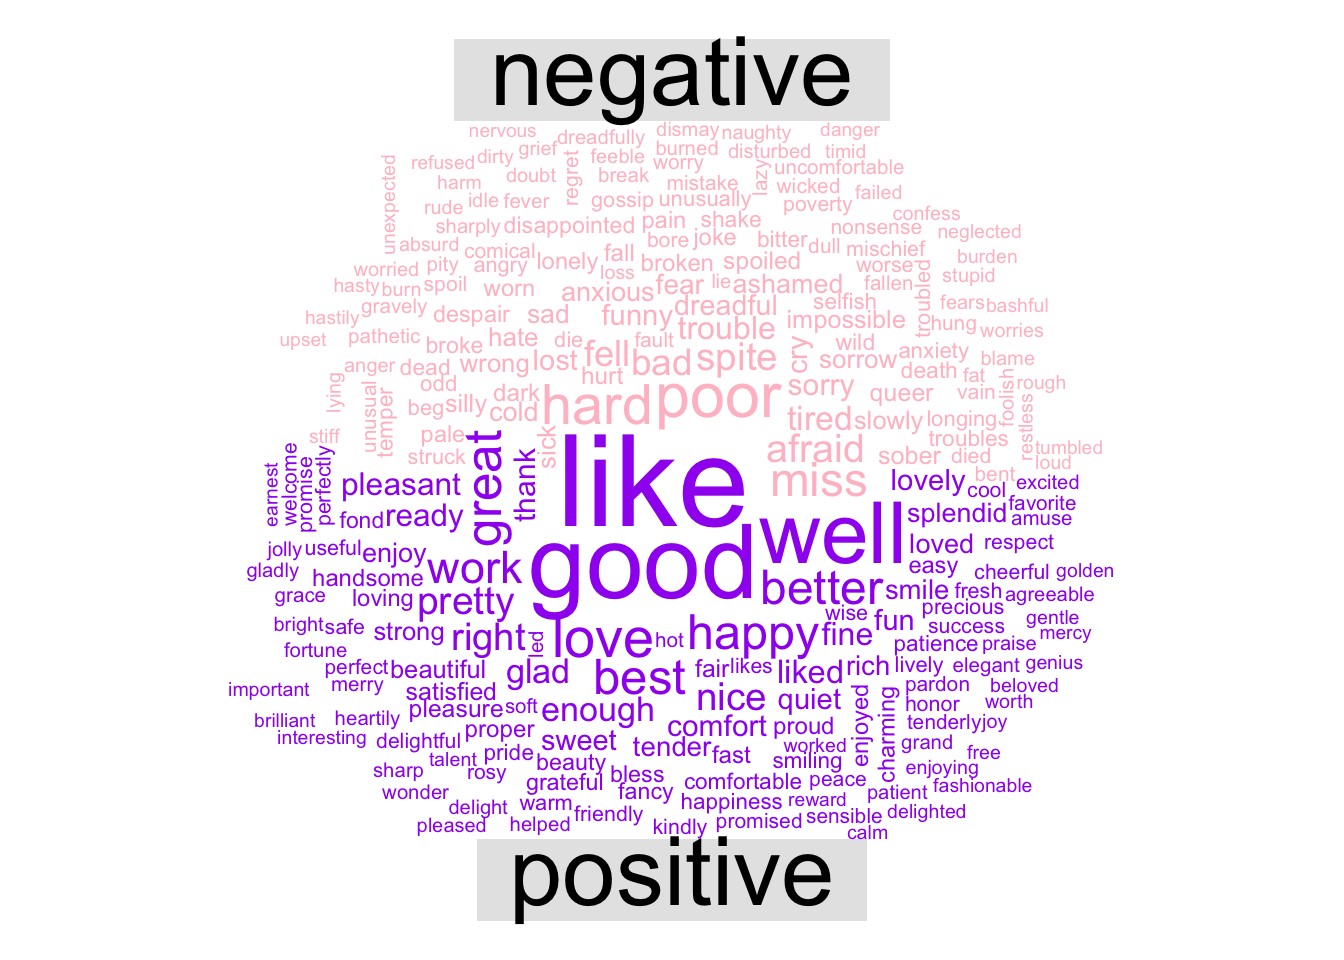 negative
nervous dreadfully dismay naughty danger
refused dirty grief feeble burned worry disturbed timid
unexpected harm doubt regret break mistake lazy wicked uncomfortable
rude idle fever gossip unusually poverty failed
sharply disappointed pain shake nonsense confess neglected
absurd comical lonely fall bore joke bitter dull mischief burden
worried pity angry loss broken spoiled worse stupid
hasty burn spoil worn anxious fear lie ashamed fallen troubled fears bashful
hastily gravely despair sad funny dreadful selfish impossible hung worries
upset pathetic broke hate die fault trouble wild anxiety blame
anger dead wrong lost fell bad spite cry sorrow death fat
lying unusual temper odd dark hurt sorry queer vain foolish rough
beg silly cold hard poor tired slowly longing restless
stiff pale sick afraid troubles tumbled
struck miss sober died bent loud
earnest welcome promise perfectly pleasant great thank like lovely cool excited
fond ready well splendid favorite amuse
jolly useful enjoy good loved respect
gladly handsome work better easy cheerful golden
grace loving pretty smile fresh agreeable
bright safe strong right led love hot happy wise fine fun precious success gentle mercy
fortune patience praise
perfect beautiful glad best fair likes liked rich lively elegant genius
important merry satisfied nice quiet pardon beloved
brilliant heartily pleasure soft enough comfort proud enjoyed charming honor worth
interesting delightful proper sweet tender fast worked tenderly joy
talent pride beauty smiling grand free
sharp rosy grateful bless comfortable peace enjoying
wonder warm fancy happiness reward patient fashionable
delight friendly promised sensible delighted
pleased helped kindly calm
positive